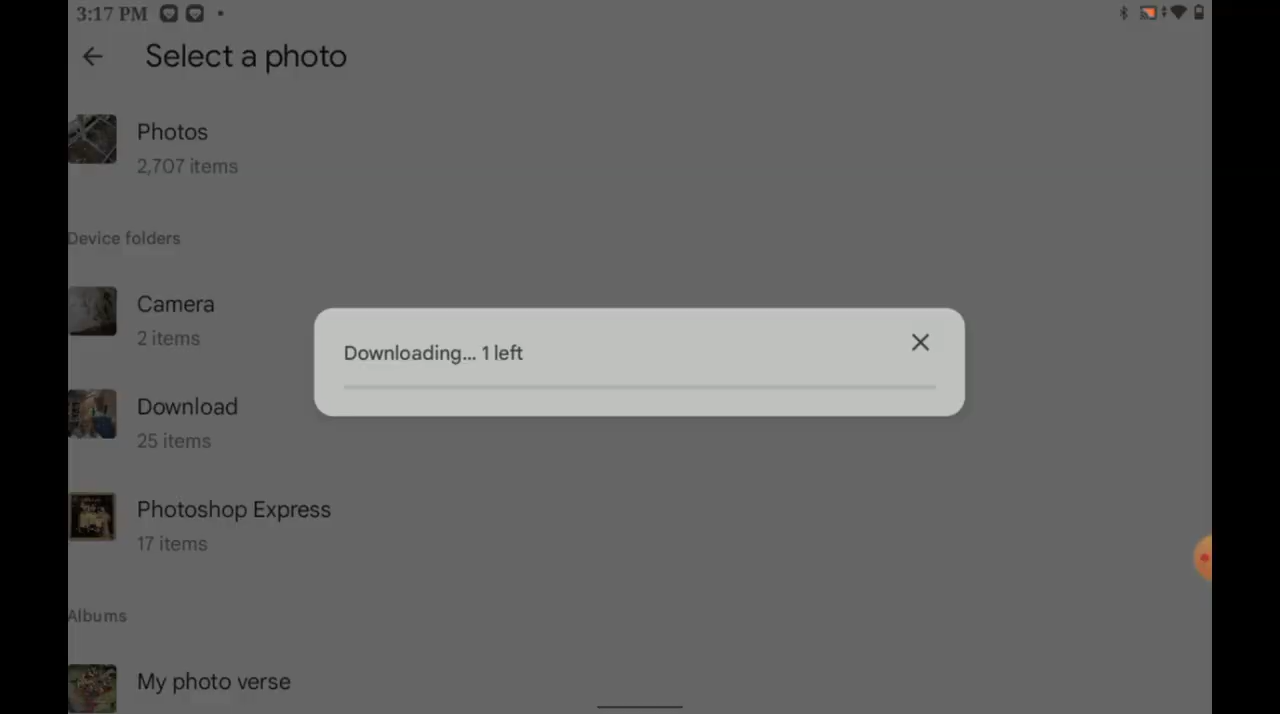 3:17 PM
Select a photo
Photos
2,707 items
Device folders
Camera
2 items
Downloading... 1 left
Download
25 items
Photoshop Express
17 items
Albums
My photo verse